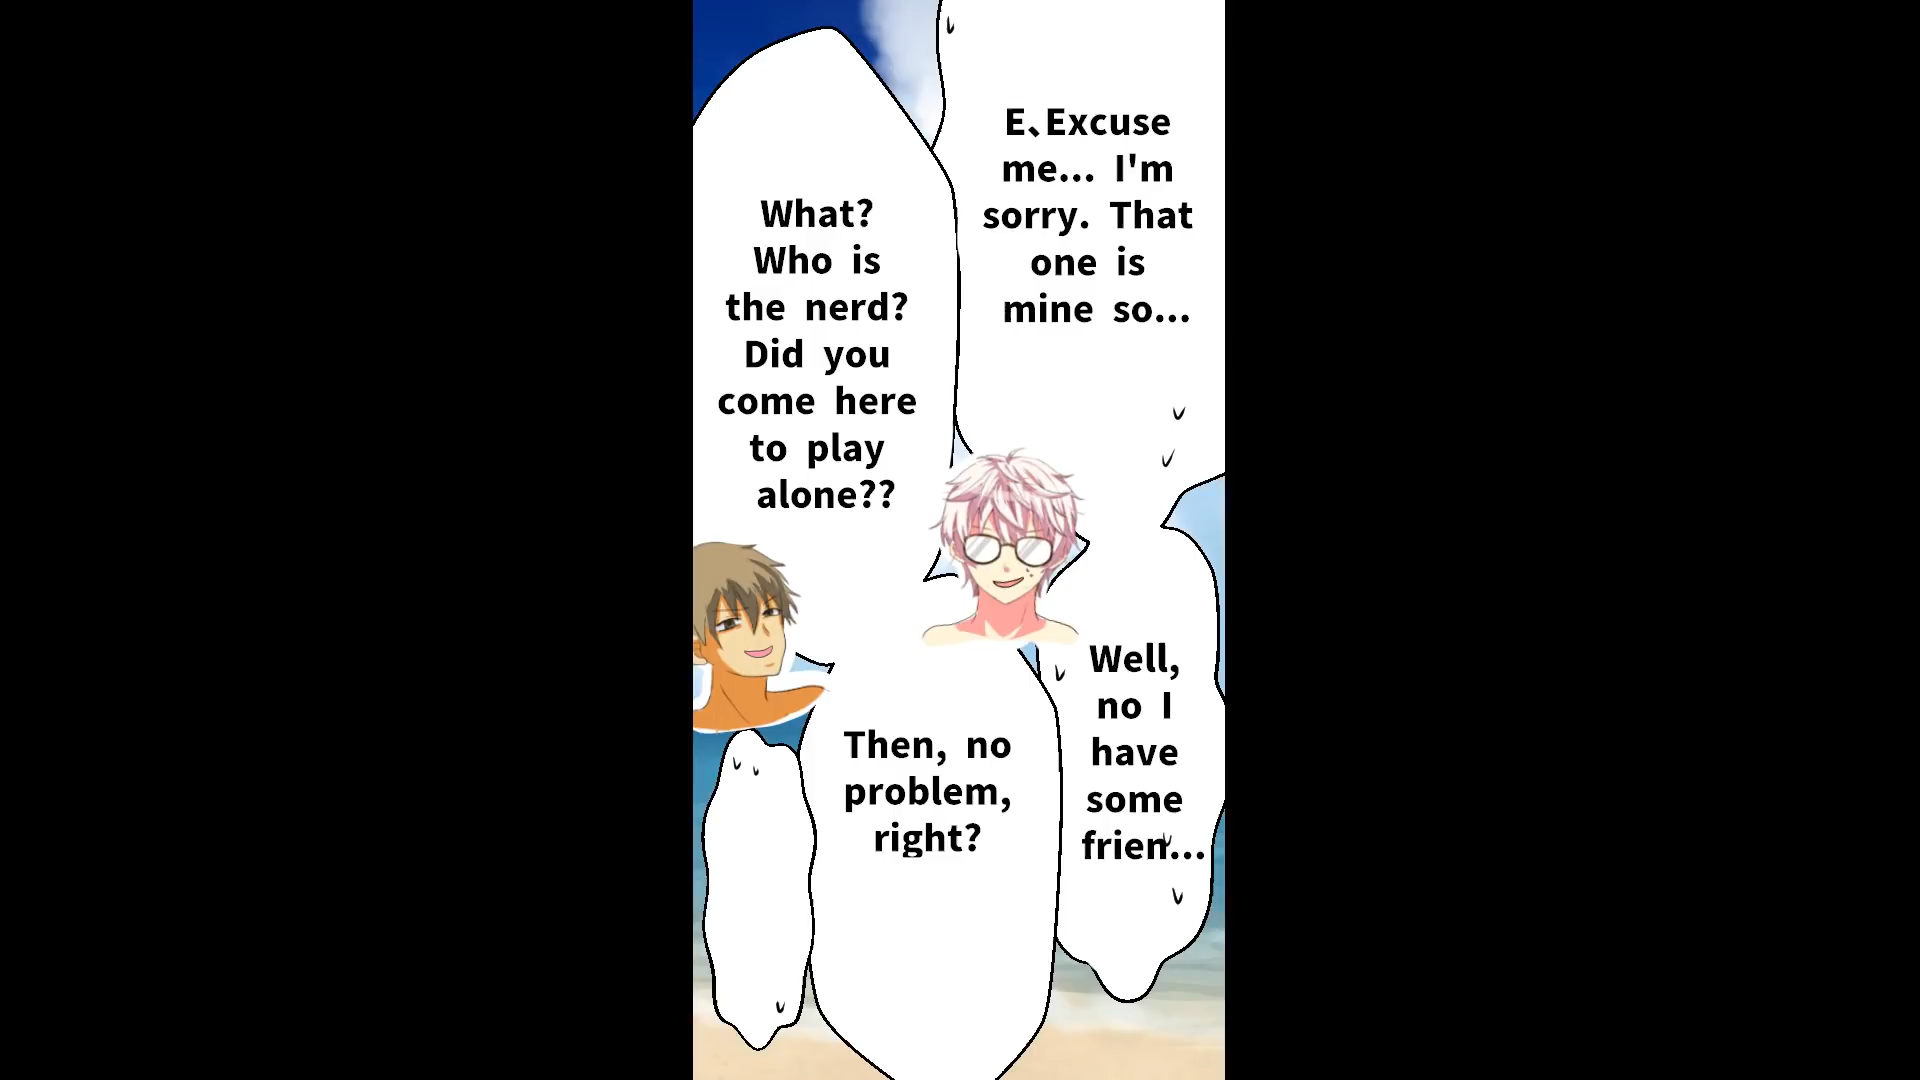 E、Excuse
me... I'm
sorry. That
one is
mine so...
What?
Who is
the nerd?
Did you
come here
to play
alone??
Well,
no I
have
some
frien...
Then, no
problem,
right?